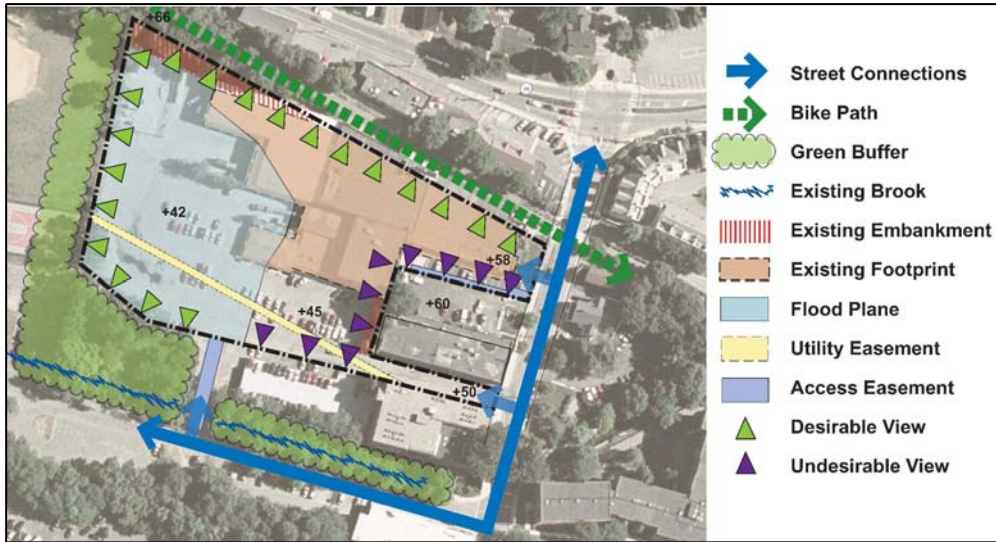 +66
+42
+58
+60
+45
+50
Street Connections
Bike Path
Green Buffer
Existing Brook
Existing Embankment
Existing Footprint
Flood Plane
Utility Easement
Access Easement
Desirable View
Undesirable View